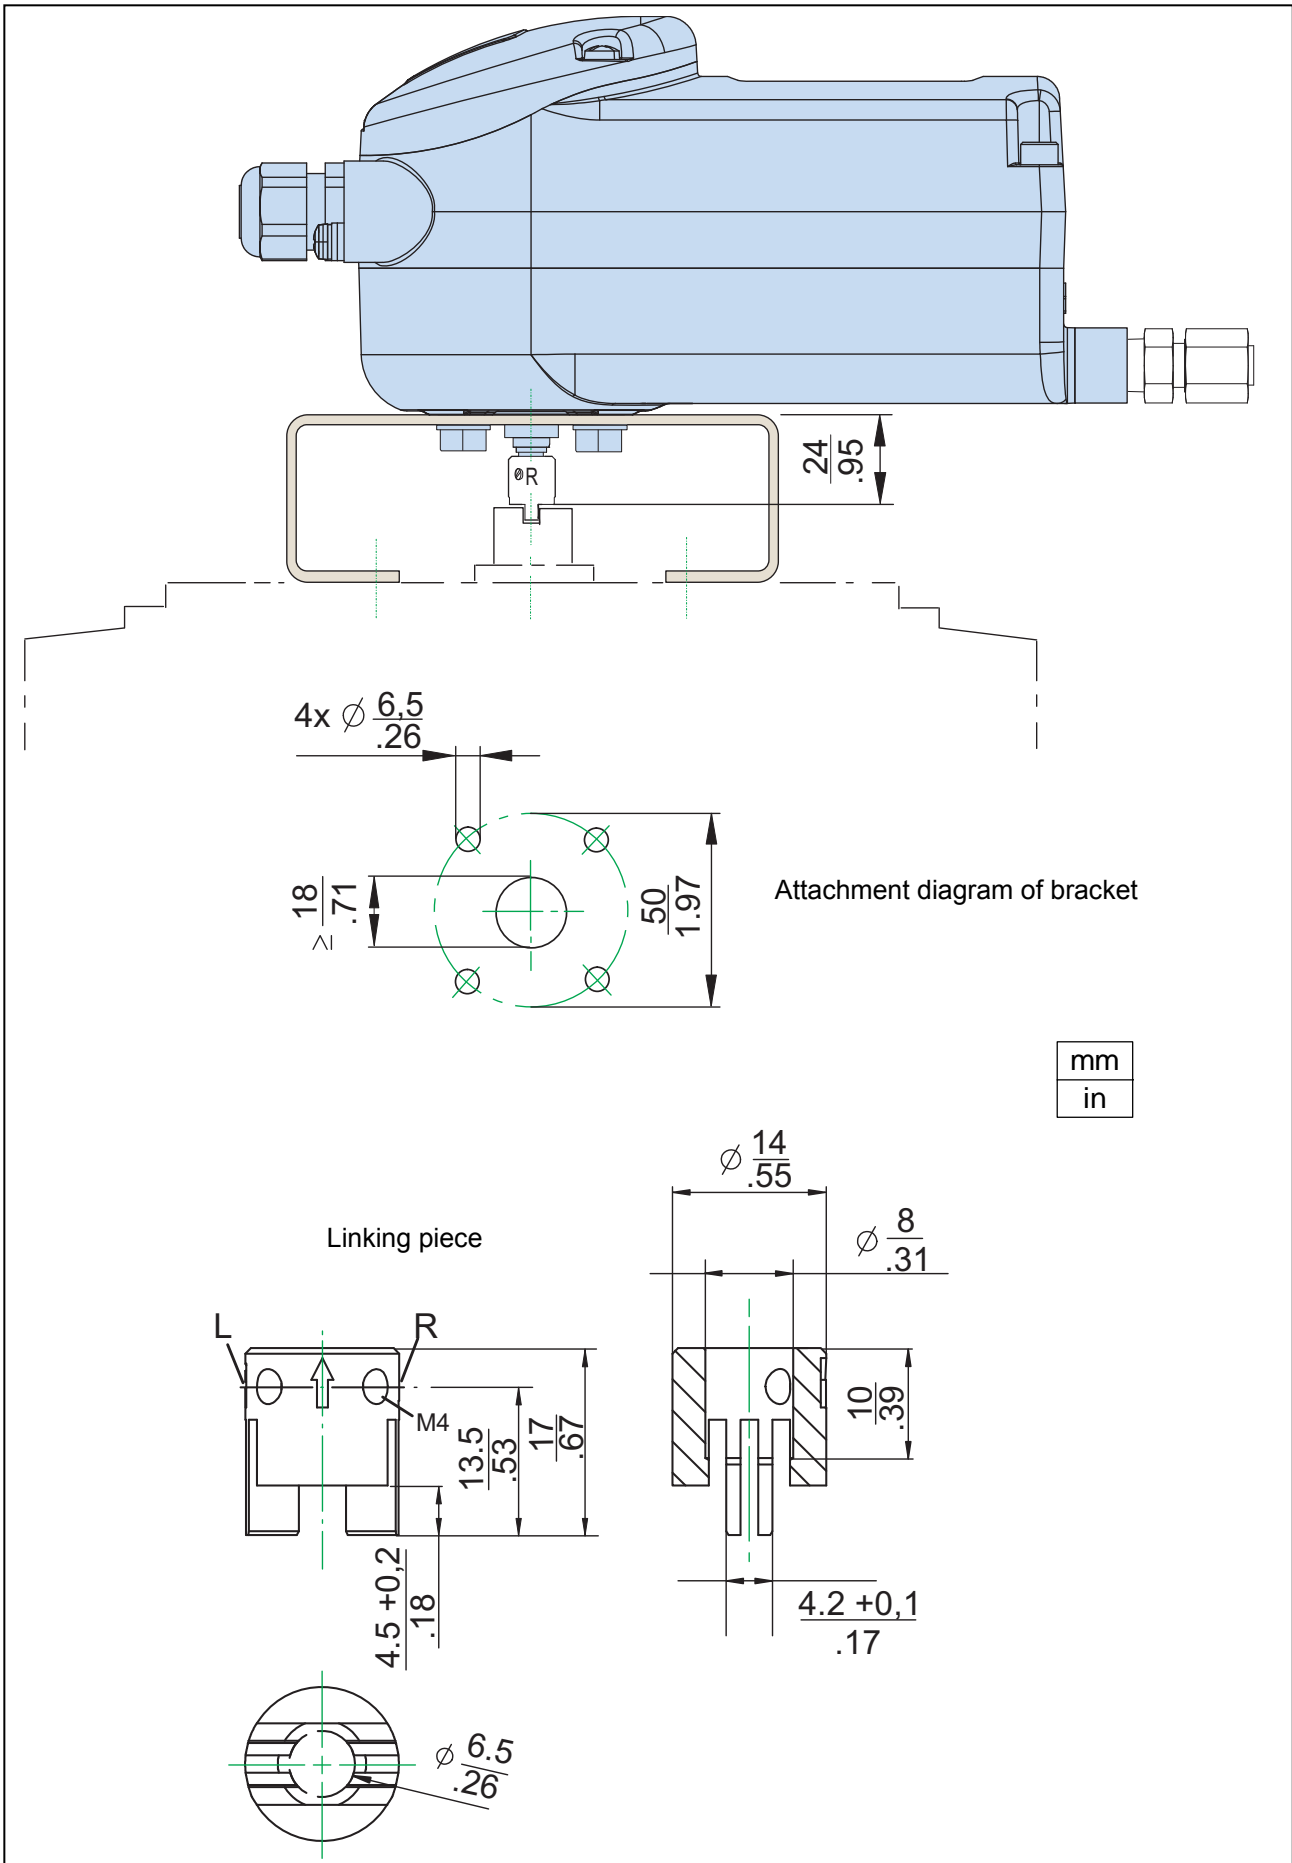 R
24
.95
4x ∅ 6,5
.26
≥ 18
.71
50
1.97
Attachment diagram of bracket
mm
in
∅ 14
.55
∅ 8
.31
Linking piece
L
R
M4
13.5
.53
17
.67
10
.39
4.5 +0,2
.18
4.2 +0,1
.17
∅ 6.5
.26